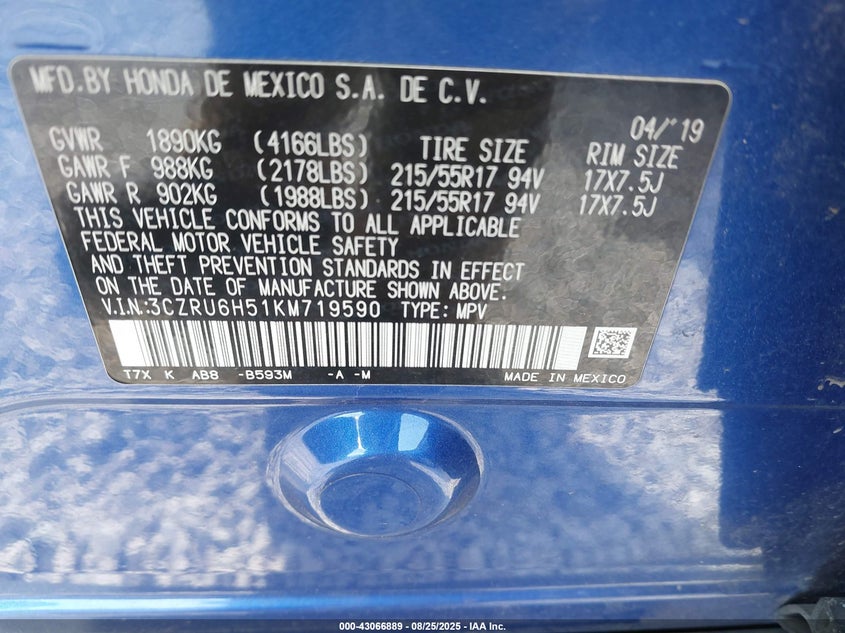 MFD.BY HONDA DE MEXICO S.A. DE C.V.
04/'19
GVWR 1890KG (4166LBS) TIRE SIZE RIM SIZE
GAWR F 988KG (2178LBS) 215/55R17 94V 17X7.5J
GAWR R 902KG (1988LBS) 215/55R17 94V 17X7.5J
THIS VEHICLE CONFORMS TO ALL APPLICABLE
FEDERAL MOTOR VEHICLE SAFETY
AND THEFT PREVENTION STANDARDS IN EFFECT
ON THE DATE OF MANUFACTURE SHOWN ABOVE.
V.I.N:3CZRU6H51KM719590 TYPE: MPV
T7X K AB8 -B593M -A -M MADE IN MEXICO
000-43066889 - 08/25/2025 - IAA Inc.